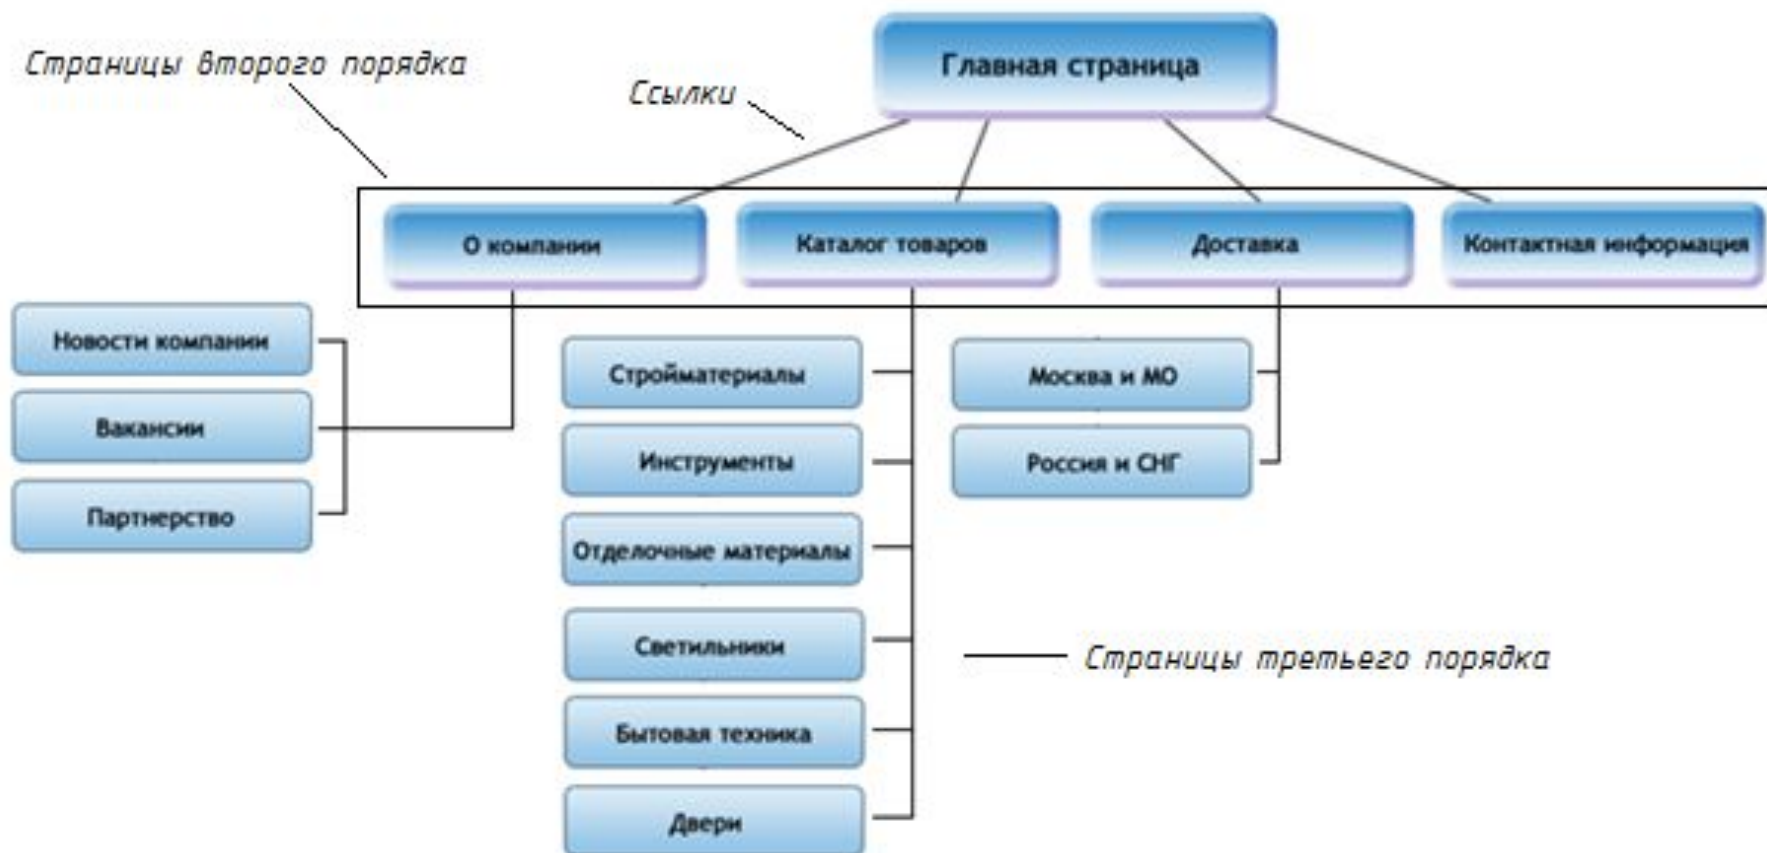 Страницы второго порядка
Ссылки
Главная страница
О компании
Каталог товаров
Доставка
Контактная информация
Новости компании
Вакансии
Партнерство
Стройматериалы
Инструменты
Отделочные материалы
Светильники
Бытовая техника
Двери
Москва и МО
Россия и СНГ
Страницы третьего порядка